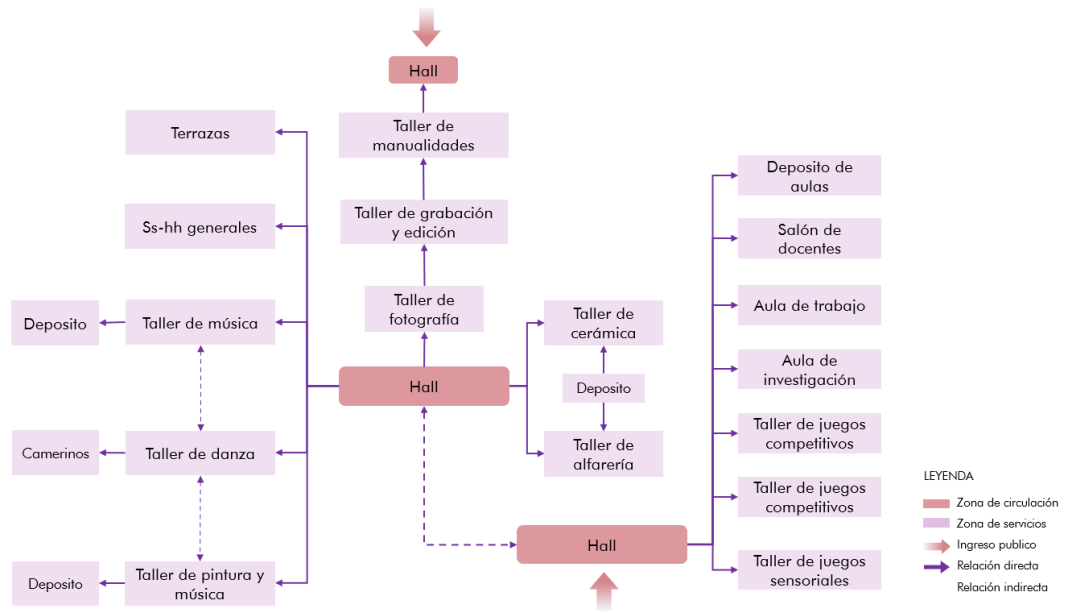 Hall
Taller de
manualidades
Terrazas
Taller de grabación
y edición
Ss-hh generales
Taller de
fotografía
Deposito
Taller de música
Taller de
cerámica
Hall
Deposito
Camerinos
Taller de danza
Taller de
alfarería
Hall
Deposito
Taller de pintura y
música
Deposito de
aulas
Salón de
docentes
Aula de trabajo
Aula de
investigación
Taller de juegos
competitivos
Taller de juegos
competitivos
Taller de juegos
sensoriales
LEYENDA
Zona de circulación
Zona de servicios
Ingreso publico
Relación directa
Relación indirecta